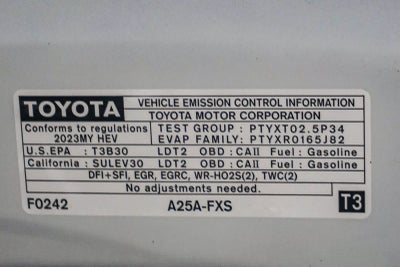 TOYOTA VEHICLE EMISSION CONTROL INFORMATION
TOYOTA MOTOR CORPORATION
Conforms to regulations TEST GROUP : PTYXT02.5P34
2023MY HEV EVAP FAMILY: PTYXR0165J82
U.S.EPA : T3B30 LDT2 OBD : CAII Fuel : Gasoline
California : SULEV30 LDT2 OBD : CAII Fuel : Gasoline
DFI+SFI, EGR, EGRC, WR-HO2S(2), TWC(2)
No adjustments needed.
F0242 A25A-FXS T3